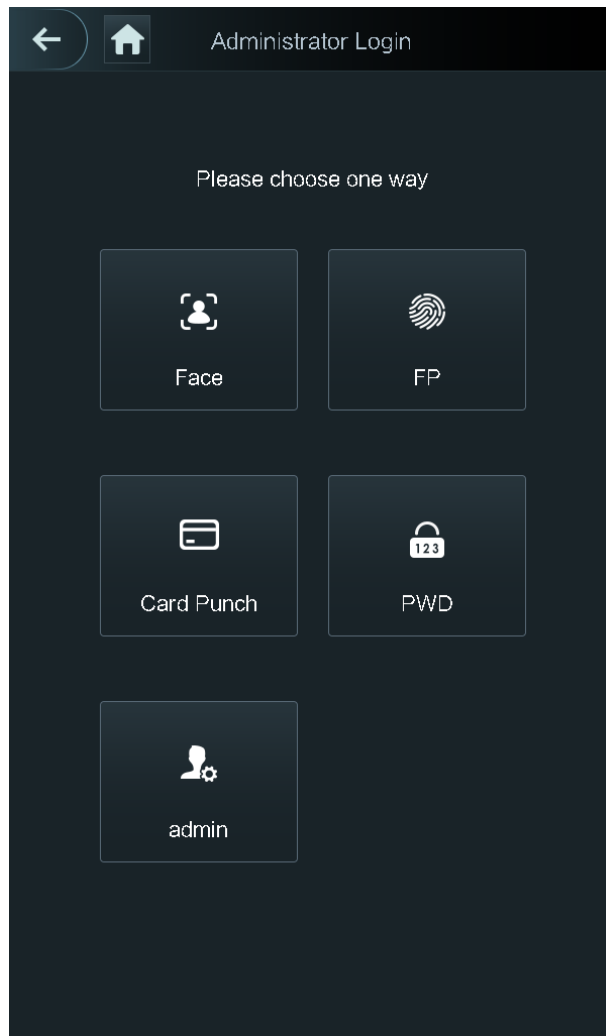 Administrator Login
Please choose one way
Face
FP
Card Punch
123
PWD
admin